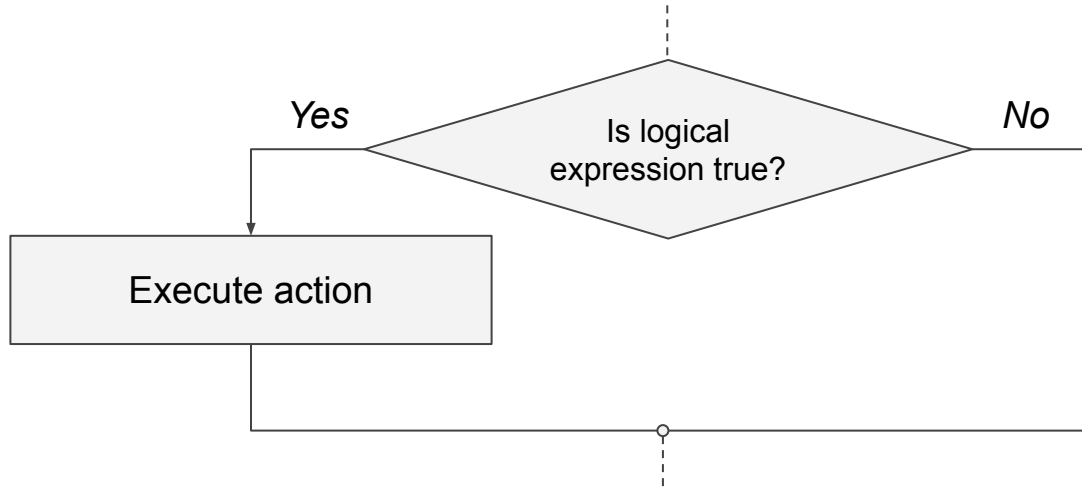 Yes
Is logical
expression true?
No
Execute action